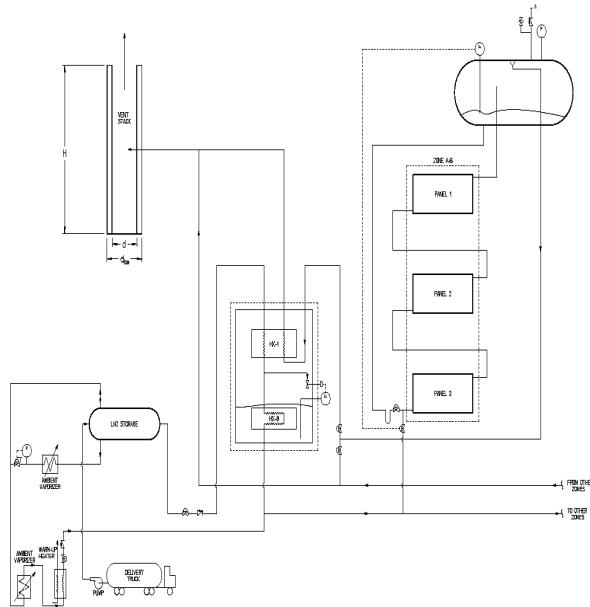 A
VENT
STACK
H
d
ZONE A-B
PANEL 1
PANEL 2
PANEL 3
HX-1
HX-II
LN2 STORAGE
AMBIENT
VAPORIZER
AMBIENT
VAPORIZER
WARM-UP
HEATER
PUMP
DELIVERY
TRUCK
FROM OTHE
ZONES
TO OTHER
ZONES